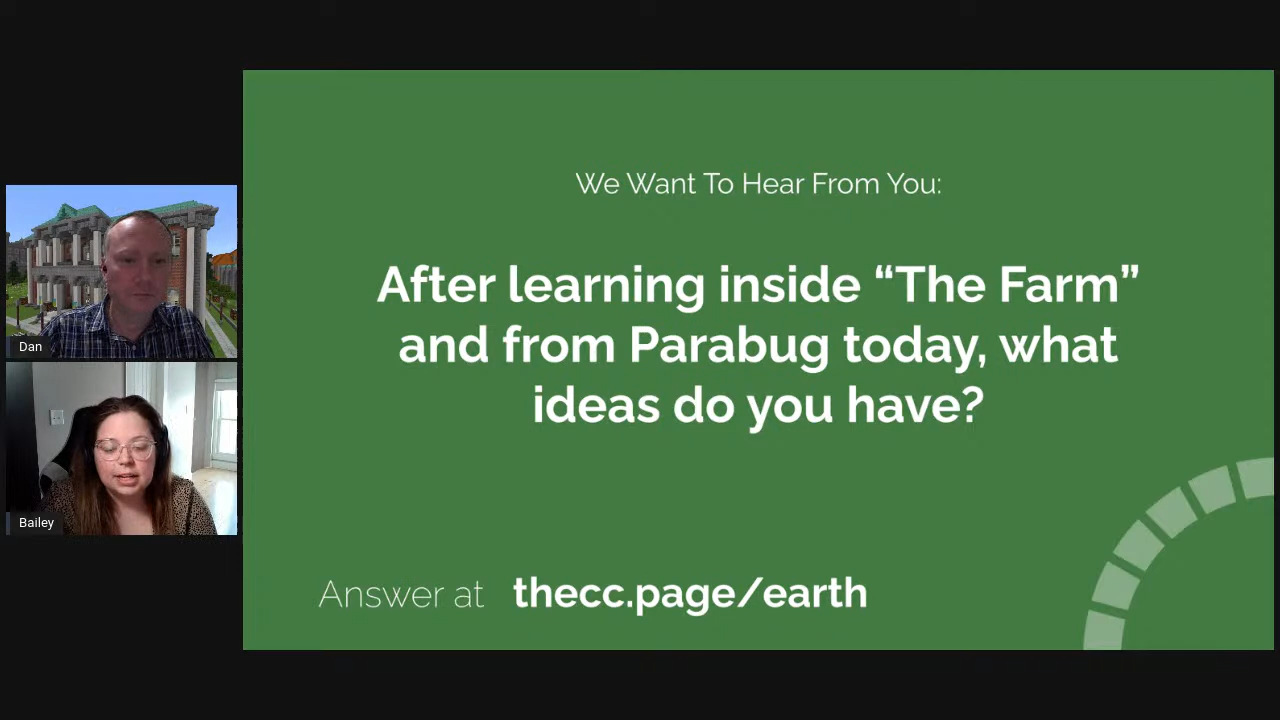 We Want To Hear From You:
After learning inside “The Farm”
and from Parabug today, what
ideas do you have?
Answer at thecc.page/earth
Dan
Bailey